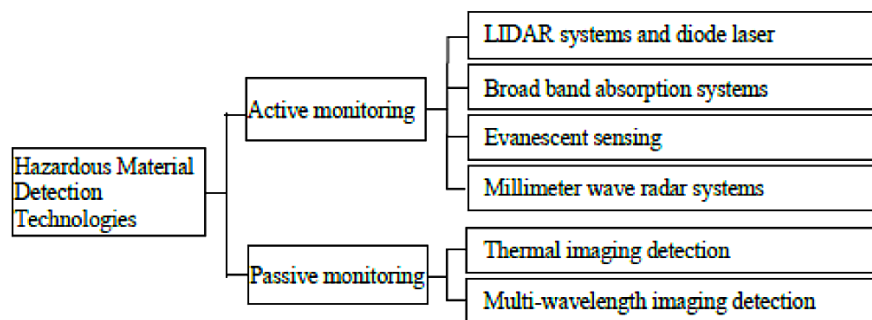 Hazardous Material
Detection
Technologies
Active monitoring
LIDAR systems and diode laser
Broad band absorption systems
Evanescent sensing
Millimeter wave radar systems
Passive monitoring
Thermal imaging detection
Multi-wavelength imaging detection